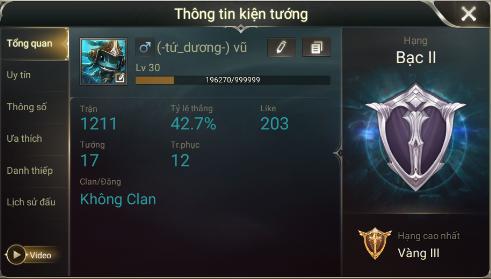 Thông tin kiện tướng
Tổng quan
Uy tín
Thông số
Ưa thích
Danh thiếp
Lịch sử đấu
Video
(-tứ_dương-) vũ
Lv 30
196270/999999
Trận Tỷ lệ thắng Like
1211 42.7% 203
Tướng Tr.phục
17 12
Clan/Đảng
Không Clan
Hạng
Bạc II
Hạng cao nhất
Vàng III